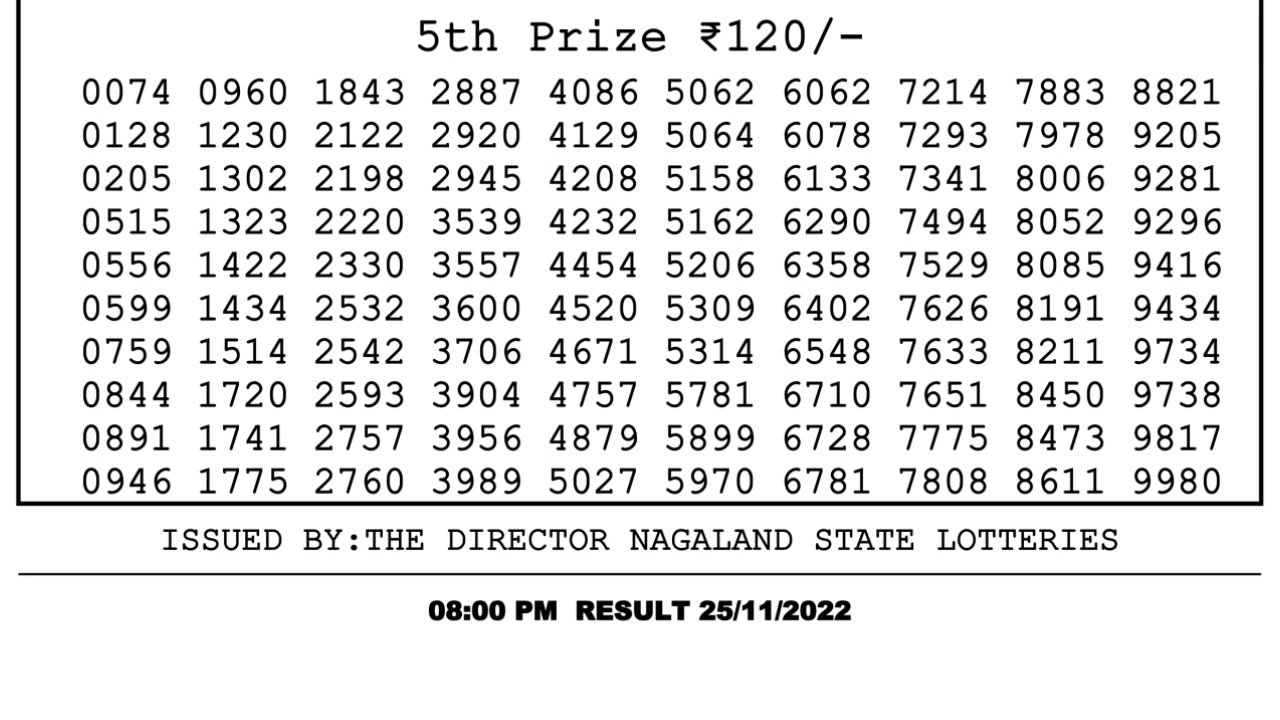 5th Prize ₹120/-
0074 0960 1843 2887 4086 5062 6062 7214 7883 8821
0128 1230 2122 2920 4129 5064 6078 7293 7978 9205
0205 1302 2198 2945 4208 5158 6133 7341 8006 9281
0515 1323 2220 3539 4232 5162 6290 7494 8052 9296
0556 1422 2330 3557 4454 5206 6358 7529 8085 9416
0599 1434 2532 3600 4520 5309 6402 7626 8191 9434
0759 1514 2542 3706 4671 5314 6548 7633 8211 9734
0844 1720 2593 3904 4757 5781 6710 7651 8450 9738
0891 1741 2757 3956 4879 5899 6728 7775 8473 9817
0946 1775 2760 3989 5027 5970 6781 7808 8611 9980
ISSUED BY:THE DIRECTOR NAGALAND STATE LOTTERIES
08:00 PM RESULT 25/11/2022